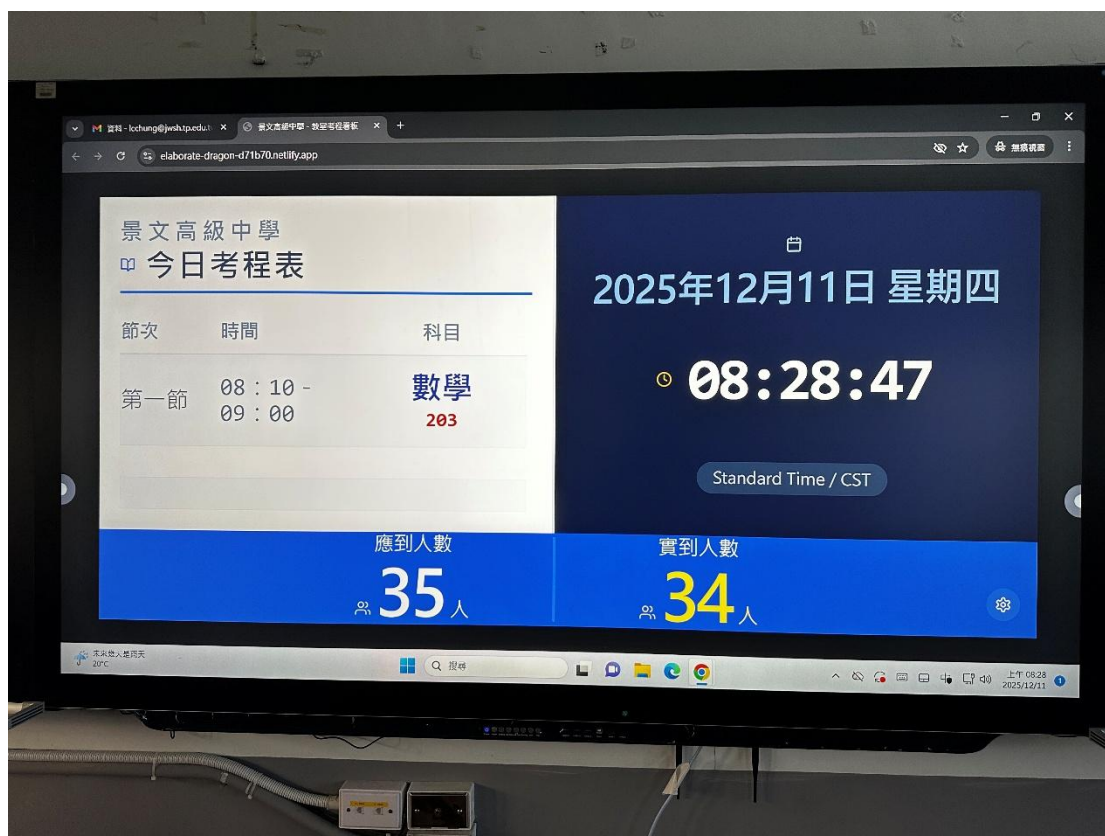 景文高級中學 - 教室考程看板
elaborate-dragon-d71b70.netlify.app
無痕視窗
景文高級中學
今日考程表
節次 時間 科目
第一節 08：10 - 09：00 數學
203
2025年12月11日 星期四
08:28:47
Standard Time / CST
應到人數
35人
實到人數
34人
20°C
搜尋
上午 08:28
2025/12/11